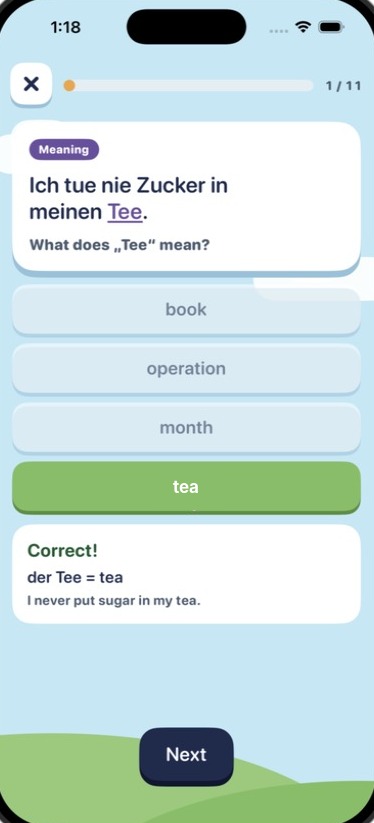 1:18
1 / 11
Meaning
Ich tue nie Zucker in
meinen Tee.
What does „Tee“ mean?
book
operation
month
tea
Correct!
der Tee = tea
I never put sugar in my tea.
Next